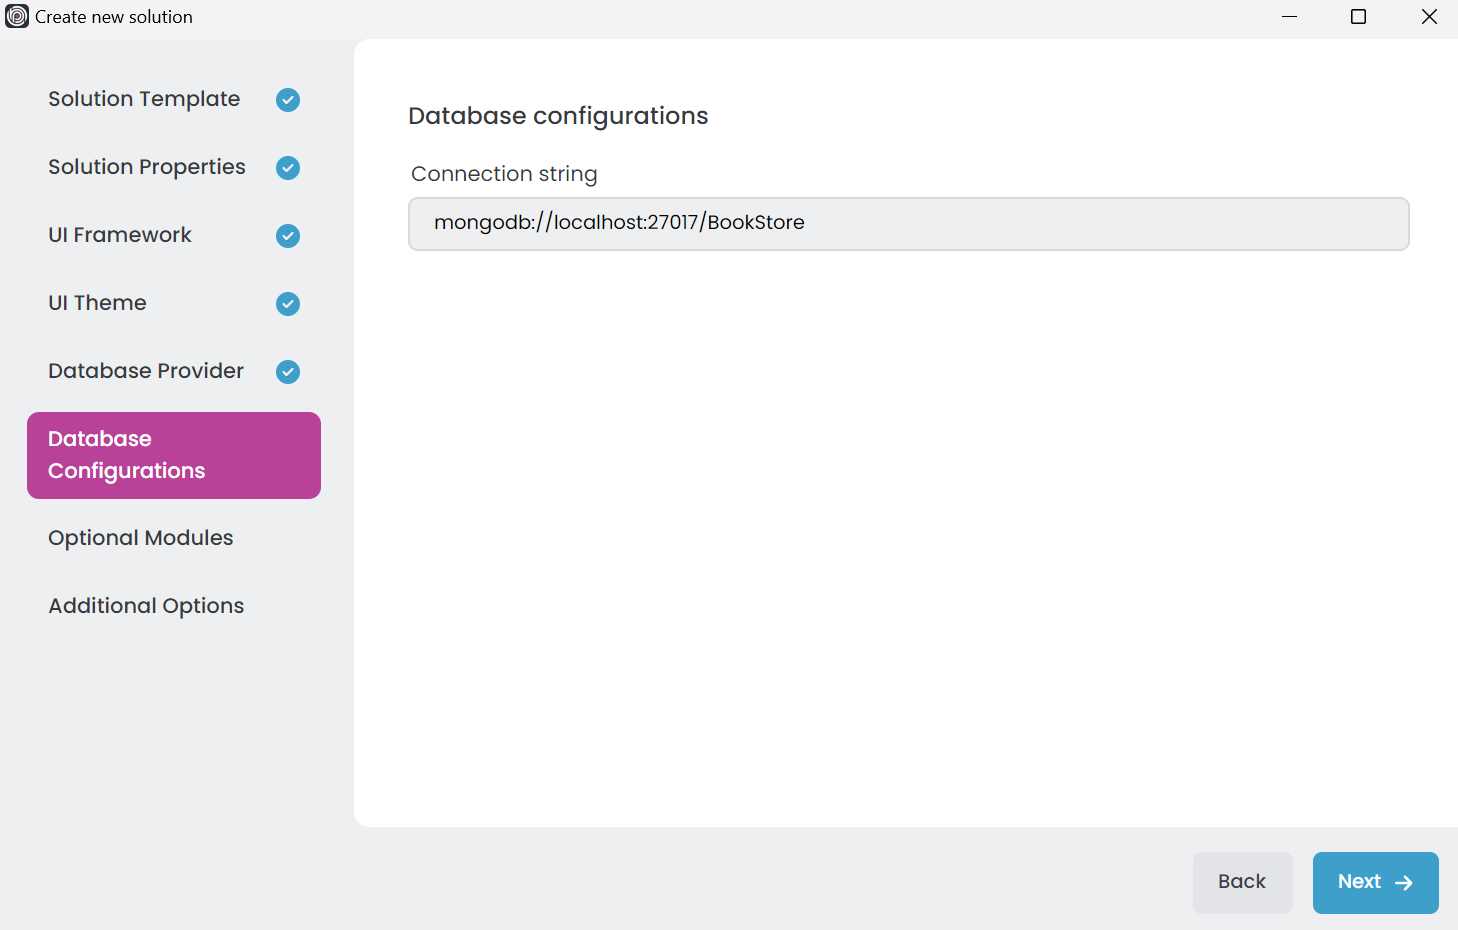 Create new solution
Solution Template
Solution Properties
UI Framework
UI Theme
Database Provider
Database
Configurations
Optional Modules
Additional Options
Database configurations
Connection string
mongodb://localhost:27017/BookStore
Back
Next